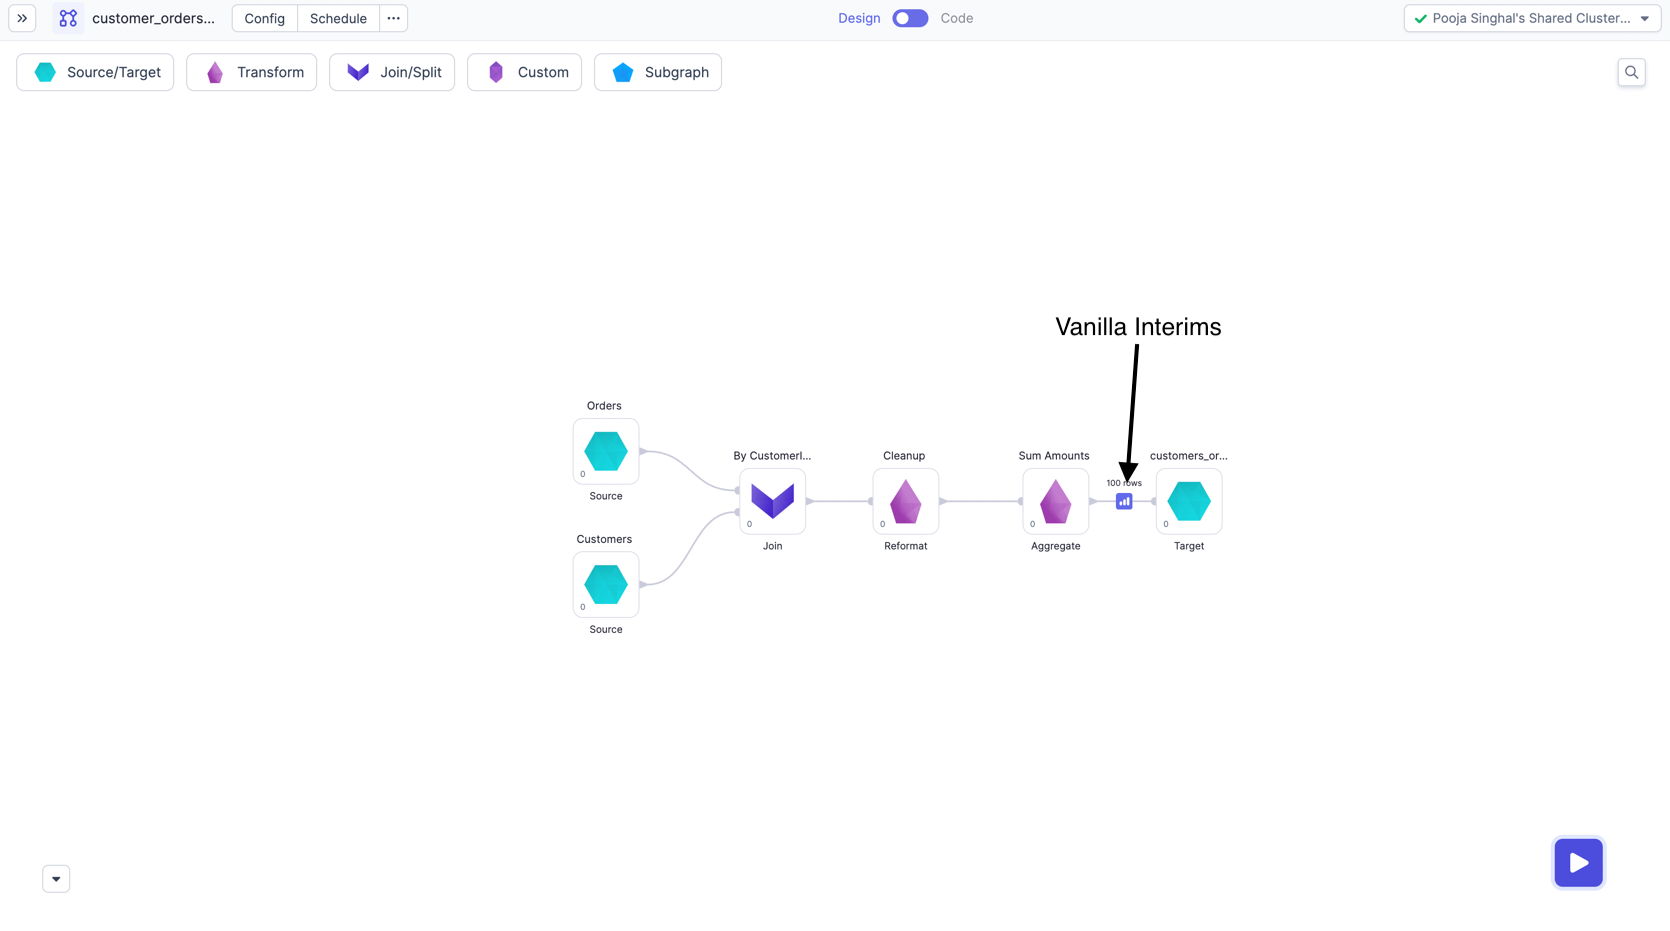 customer_orders...
Config
Schedule
Design
Code
Pooja Singhal's Shared Cluster...
Source/Target
Transform
Join/Split
Custom
Subgraph
Vanilla Interims
Orders
0
Source
Customers
0
Source
By CustomerI...
0
Join
Cleanup
0
Reformat
Sum Amounts
0
Aggregate
100 rows
customers_or...
0
Target